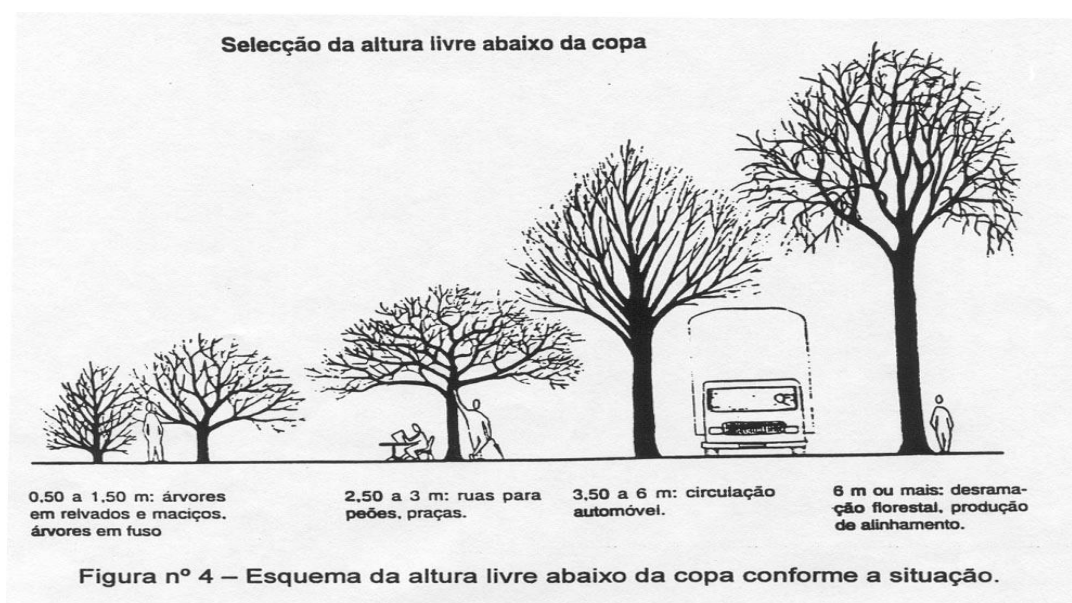 Selecção da altura livre abaixo da copa
0,50 a 1,50 m: árvores
em relvados e maciços,
árvores em fuso
2,50 a 3 m: ruas para
peões, praças.
3,50 a 6 m: circulação
automóvel.
6 m ou mais: desrama-
ção florestal, produção
de alinhamento.
Figura nº 4 – Esquema da altura livre abaixo da copa conforme a situação.